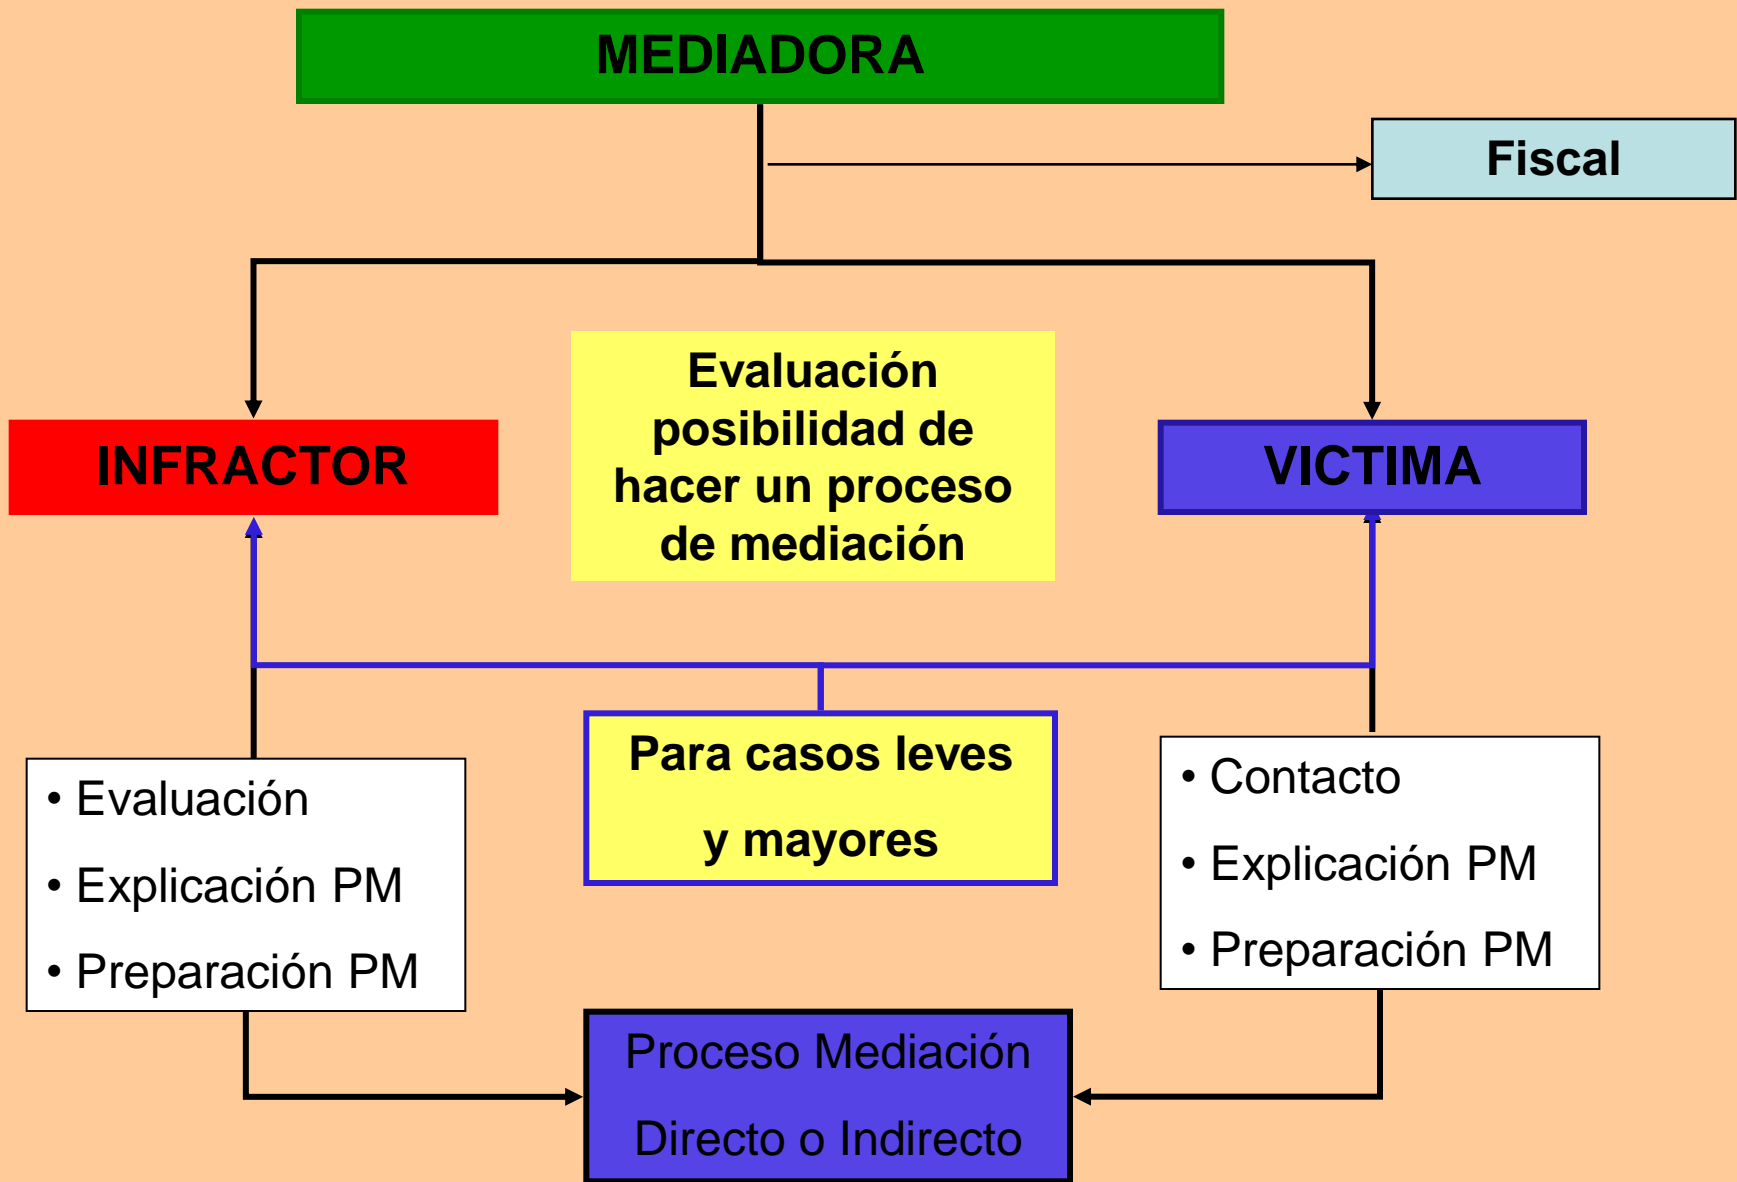 MEDIADORA
Fiscal
Evaluación
posibilidad de
hacer un proceso
de mediación
INFRACTOR
VICTIMA
Para casos leves
y mayores
• Evaluación
• Explicación PM
• Preparación PM
• Contacto
• Explicación PM
• Preparación PM
Proceso Mediación
Directo o Indirecto